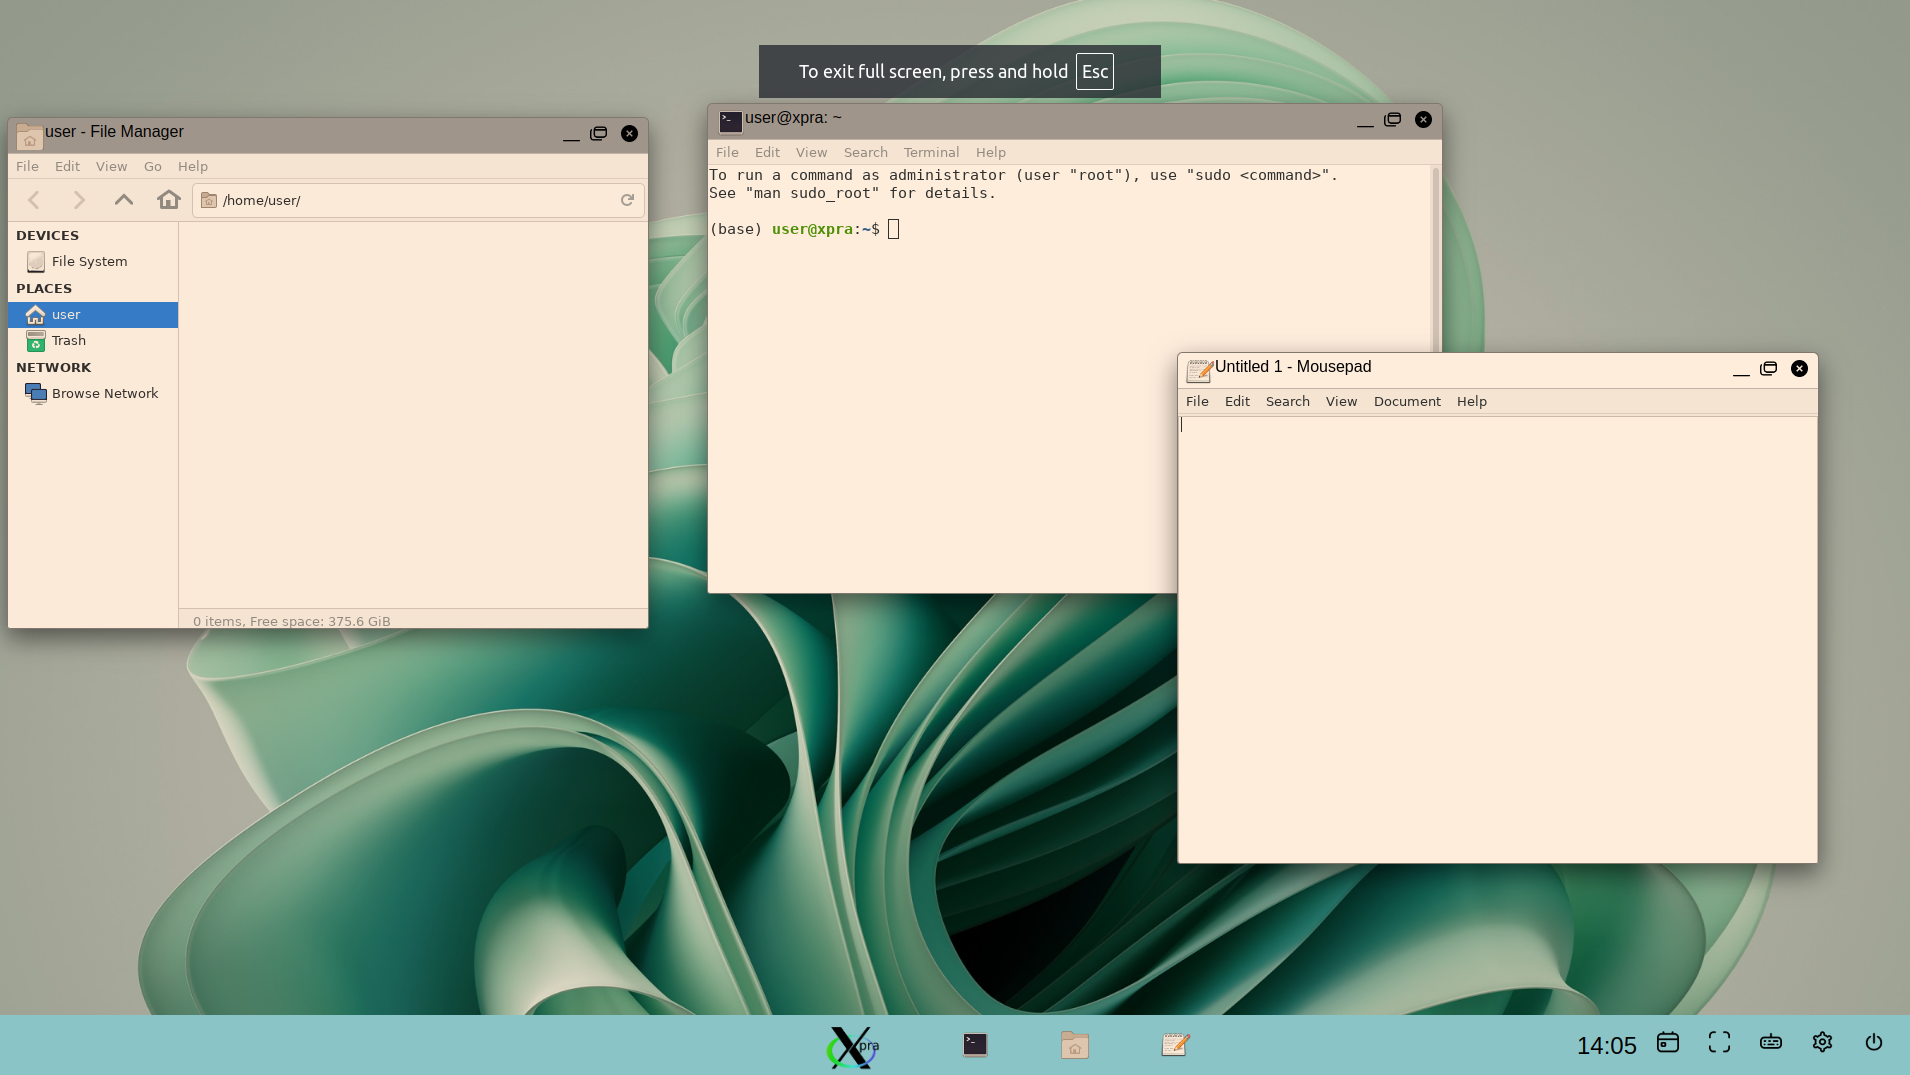 To exit full screen, press and hold Esc
user - File Manager
File Edit View Go Help
/home/user/
DEVICES
File System
PLACES
user
Trash
NETWORK
Browse Network
0 items, Free space: 375.6 GiB
user@xpra: ~
File Edit View Search Terminal Help
To run a command as administrator (user "root"), use "sudo <command>".
See "man sudo_root" for details.
(base) user@xpra:~$
Untitled 1 - Mousepad
File Edit Search View Document Help
Xpra
14:05